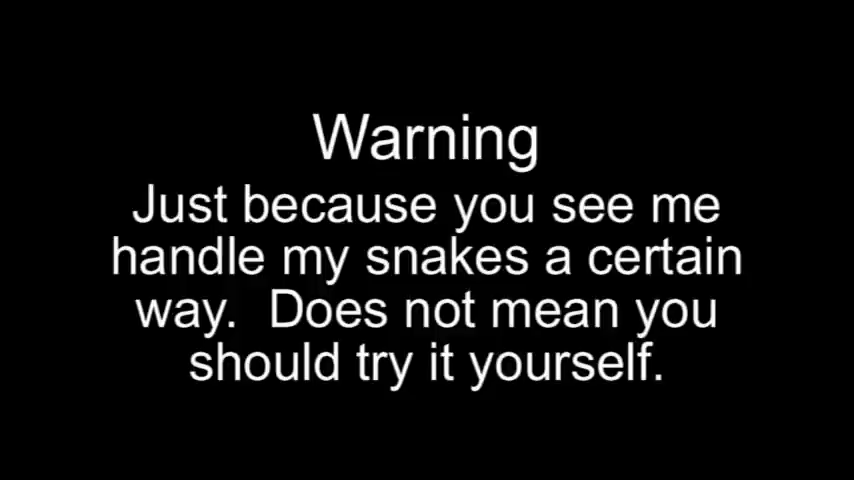 Warning
Just because you see me
handle my snakes a certain
way.  Does not mean you
should try it yourself.